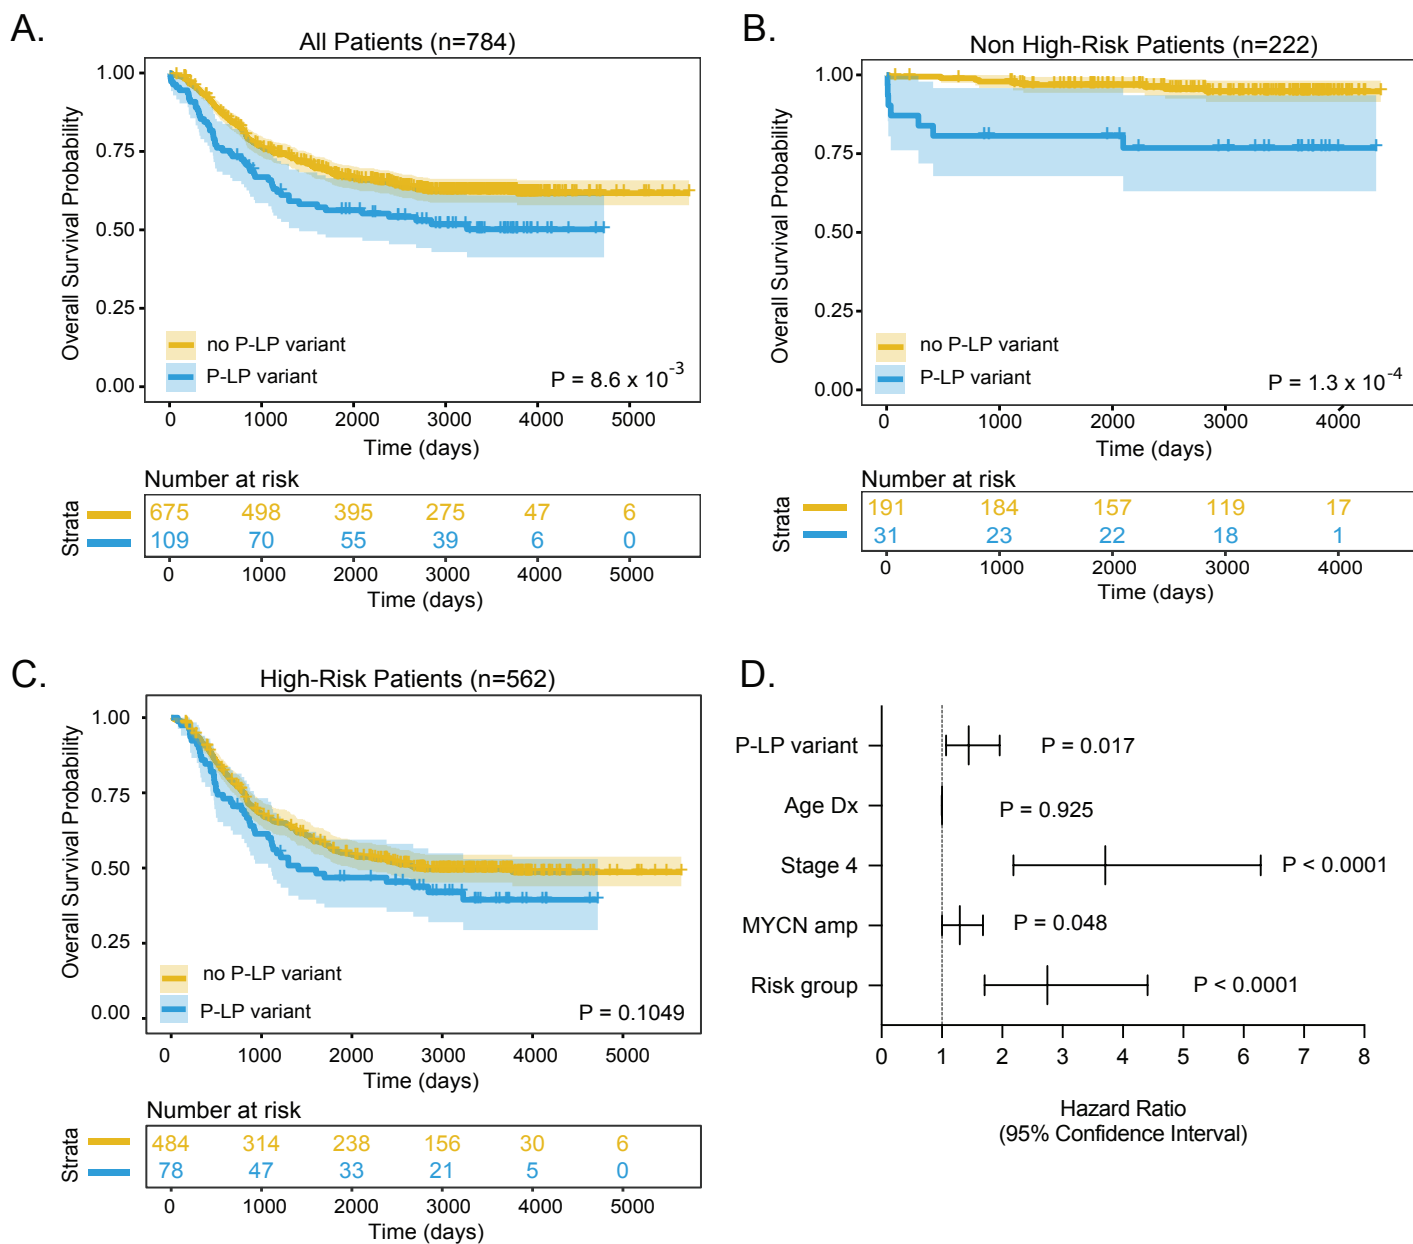 A.
All Patients (n=784)
Overall Survival Probability
1.00
0.75
0.50
0.25
0.00
no P-LP variant
P-LP variant
P = 8.6 x 10⁻³
0 1000 2000 3000 4000 5000
Time (days)
Number at risk
Strata
675 498 395 275 47 6
109 70 55 39 6 0
0 1000 2000 3000 4000 5000
Time (days)
B.
Non High-Risk Patients (n=222)
Overall Survival Probability
1.00
0.75
0.50
0.25
0.00
no P-LP variant
P-LP variant
P = 1.3 x 10⁻⁴
0 1000 2000 3000 4000
Time (days)
Number at risk
Strata
191 184 157 119 17
31 23 22 18 1
0 1000 2000 3000 4000
Time (days)
C.
High-Risk Patients (n=562)
Overall Survival Probability
1.00
0.75
0.50
0.25
0.00
no P-LP variant
P-LP variant
P = 0.1049
0 1000 2000 3000 4000 5000
Time (days)
Number at risk
Strata
484 314 238 156 30 6
78 47 33 21 5 0
0 1000 2000 3000 4000 5000
Time (days)
D.
P-LP variant P = 0.017
Age Dx P = 0.925
Stage 4 P < 0.0001
MYCN amp P = 0.048
Risk group P < 0.0001
0 1 2 3 4 5 6 7 8
Hazard Ratio
(95% Confidence Interval)